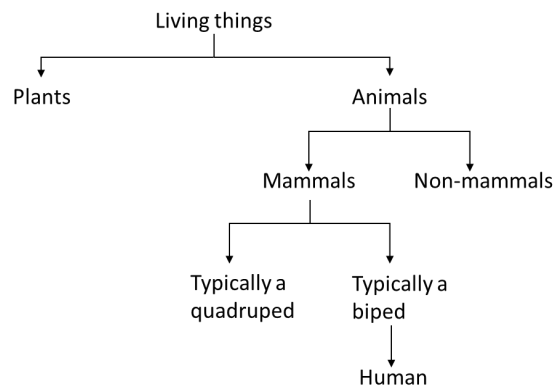 Living things
Plants
Animals
Mammals
Non-mammals
Typically a
quadruped
Typically a
biped
Human